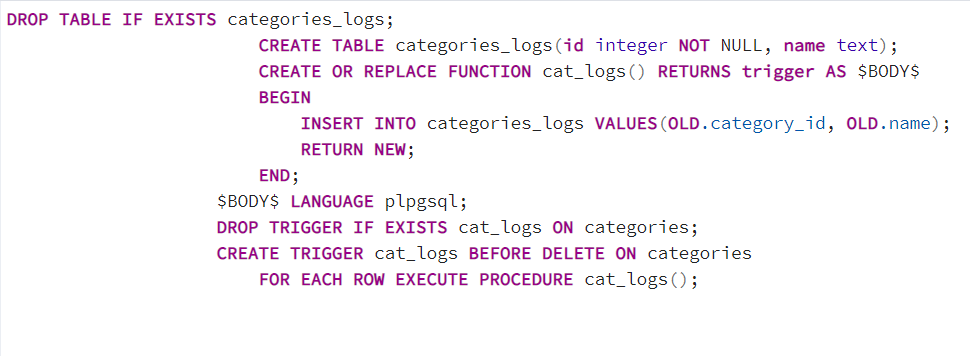 DROP TABLE IF EXISTS categories_logs;
CREATE TABLE categories_logs(id integer NOT NULL, name text);
CREATE OR REPLACE FUNCTION cat_logs() RETURNS trigger AS $BODY$
BEGIN
INSERT INTO categories_logs VALUES(OLD.category_id, OLD.name);
RETURN NEW;
END;
$BODY$ LANGUAGE plpgsql;
DROP TRIGGER IF EXISTS cat_logs ON categories;
CREATE TRIGGER cat_logs BEFORE DELETE ON categories
FOR EACH ROW EXECUTE PROCEDURE cat_logs();